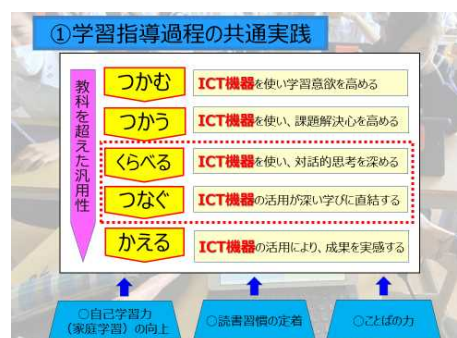 ①学習指導過程の共通実践
教科を超えた汎用性
つかむ
ICT機器を使い学習意欲を高める
つかう
ICT機器を使い、課題解決心を高める
くらべる
ICT機器を使い、対話的思考を深める
つなぐ
ICT機器の活用が深い学びに直結する
かえる
ICT機器の活用により、成果を実感する
○自己学習力
（家庭学習）の向上
○読書習慣の定着
○ことばの力